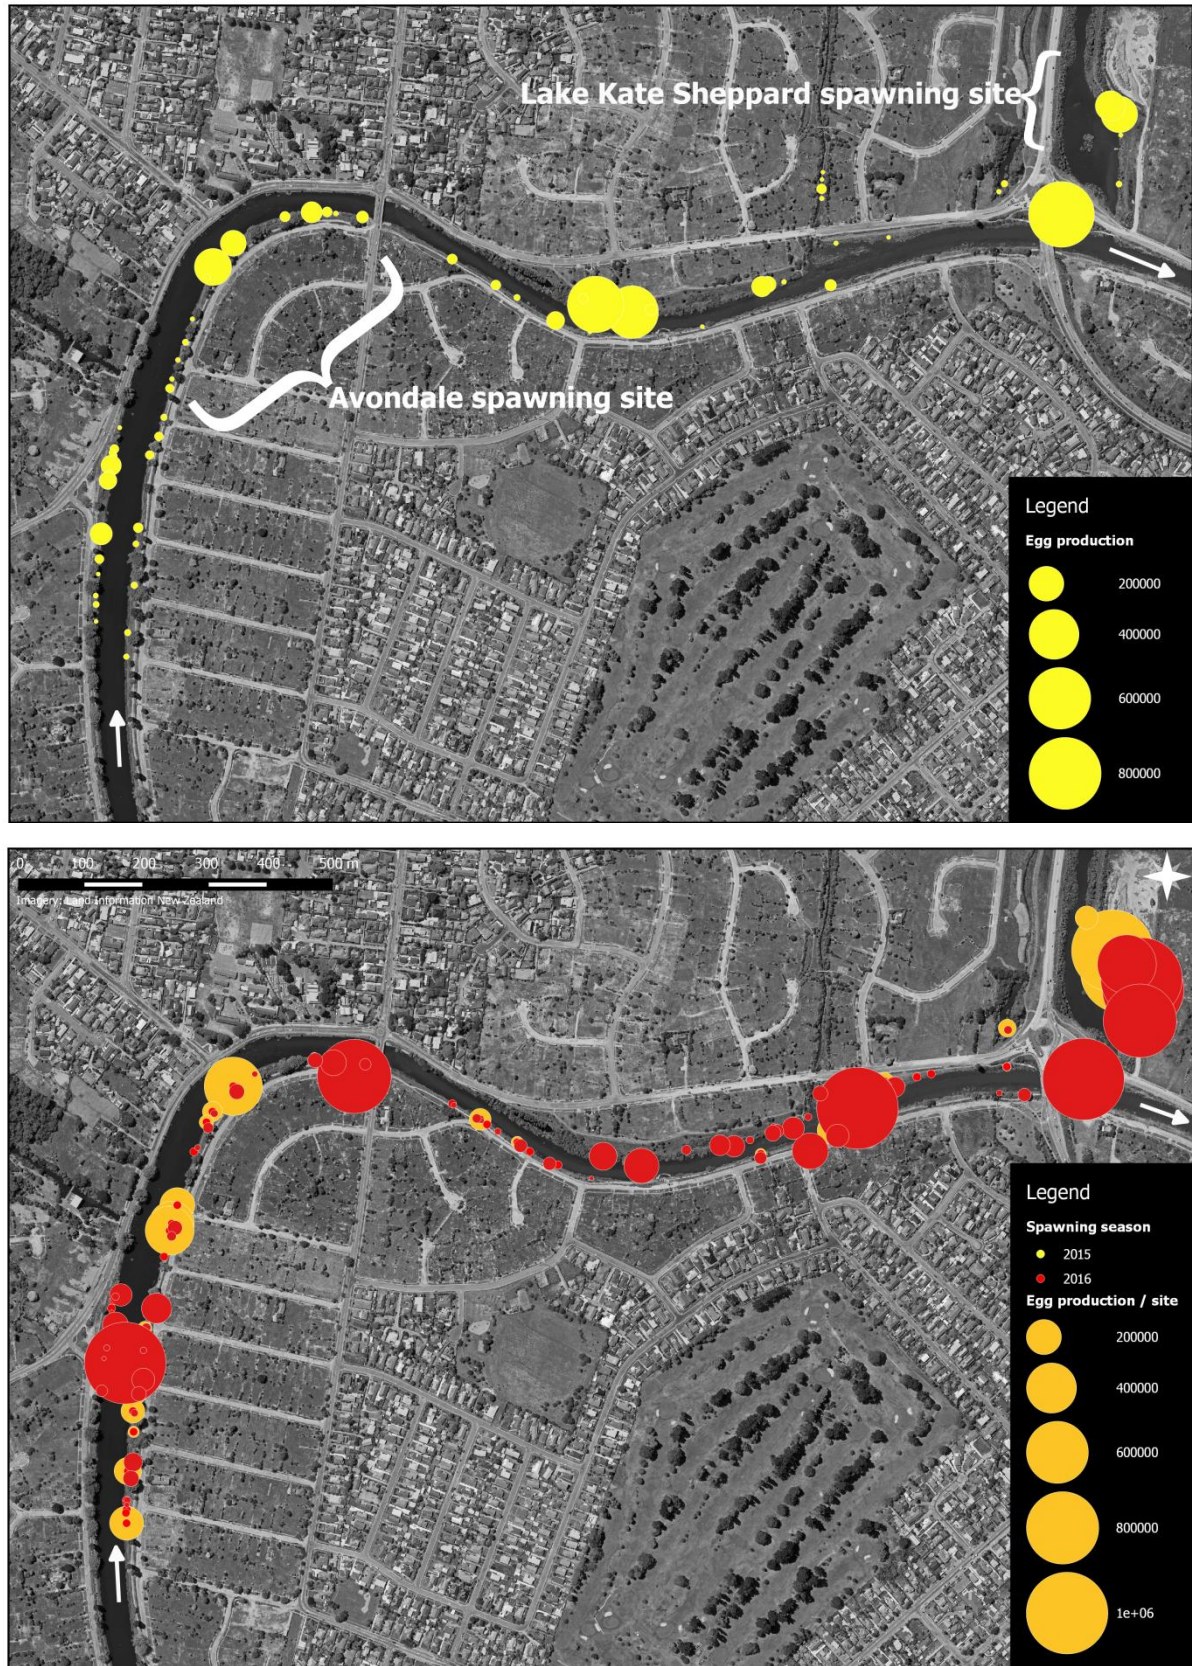 Lake Kate Sheppard spawning site
Avondale spawning site
Legend
Egg production
200000
400000
600000
800000
0 100 200 300 400 500 m
Imagery: Land Information New Zealand
Legend
Spawning season
2015
2016
Egg production / site
200000
400000
600000
800000
1e+06